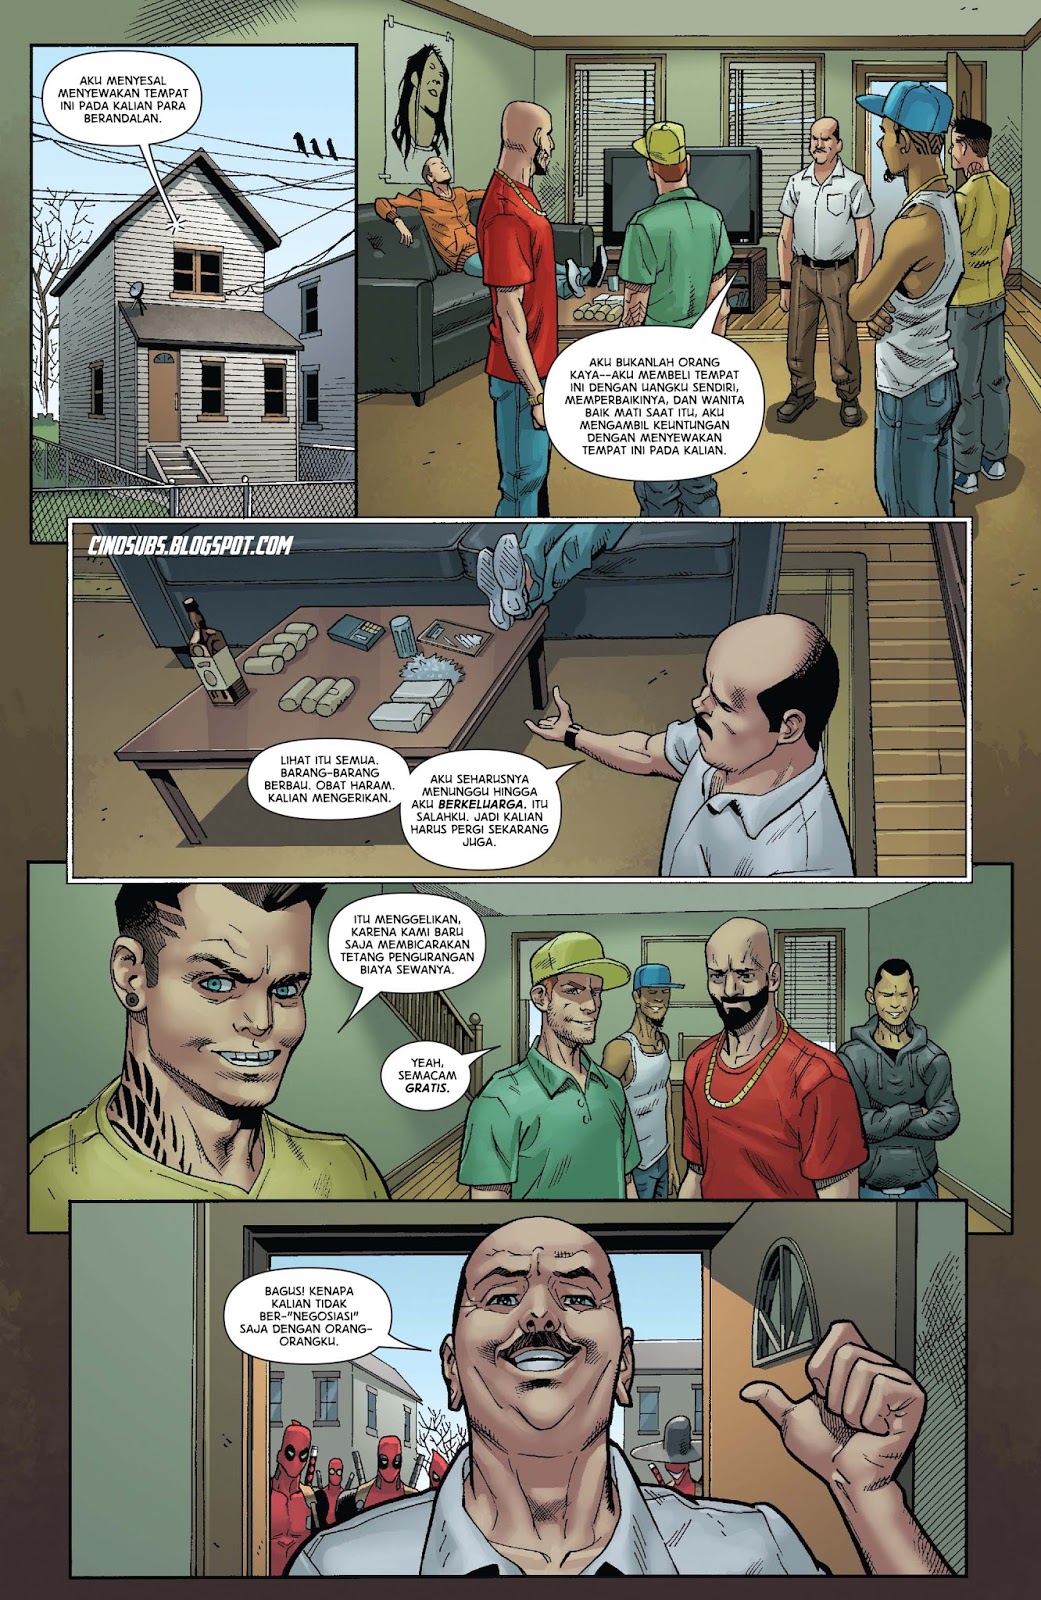 AKU MENYESAL
MENYEWAKAN TEMPAT
INI PADA KALIAN PARA
BERANDALAN.
AKU BUKANLAH ORANG
KAYA--AKU MEMBELI TEMPAT
INI DENGAN UANGKU SENDIRI,
MEMPERBAIKINYA, DAN WANITA
BAIK MATI SAAT ITU, AKU
MENGAMBIL KEUNTUNGAN
DENGAN MENYEWAKAN
TEMPAT INI PADA KALIAN.
CINOSUBS.BLOGSPOT.COM
LIHAT ITU SEMUA.
BARANG-BARANG
BERBAU. OBAT HARAM.
KALIAN MENGERIKAN.
AKU SEHARUSNYA
MENUNGGU HINGGA
AKU BERKELUARGA. ITU
SALAHKU. JADI KALIAN
HARUS PERGI SEKARANG
JUGA.
ITU MENGGELIKAN,
KARENA KAMI BARU
SAJA MEMBICARAKAN
TETANG PENGURANGAN
BIAYA SEWANYA.
YEAH,
SEMACAM
GRATIS.
BAGUS! KENAPA
KALIAN TIDAK
BER-"NEGOSIASI"
SAJA DENGAN ORANG-
ORANGKU.